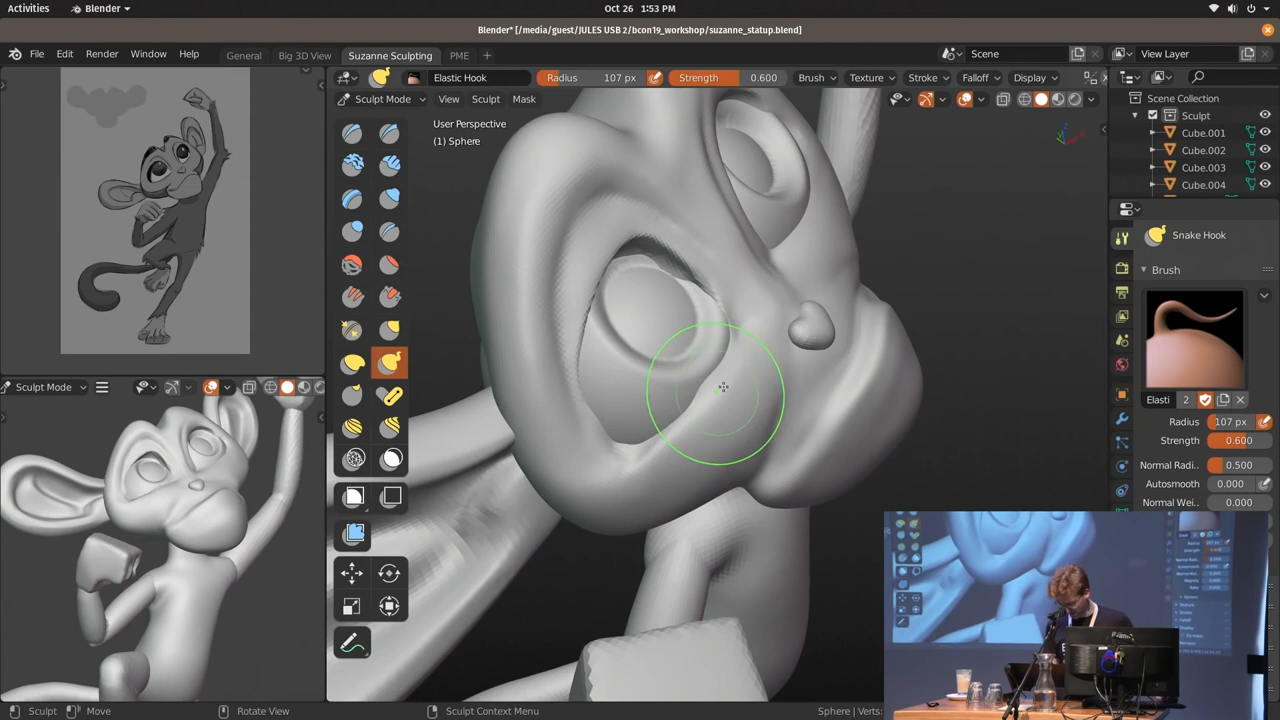 Activities Blender Oct 26 1:53 PM
Blender* [/media/guest/JULES USB 2/bcon19_workshop/suzanne_statup.blend]
File Edit Render Window Help General Big 3D View Suzanne Sculpting PME + Scene View Layer
Elastic Hook Radius 107 px Strength 0.600 Brush Texture Stroke Falloff Display
Sculpt Mode View Sculpt Mask
Scene Collection
Sculpt
Cube.001
Cube.002
Cube.003
Cube.004
User Perspective
(1) Sphere
Snake Hook
Brush
Elasti 2
Radius 107 px
Strength 0.600
Normal Radi.. 0.500
Autosmooth 0.000
Normal Wei.. 0.000
Sculpt Mode
Sculpt Move Rotate View Sculpt Context Menu Sphere | Verts: